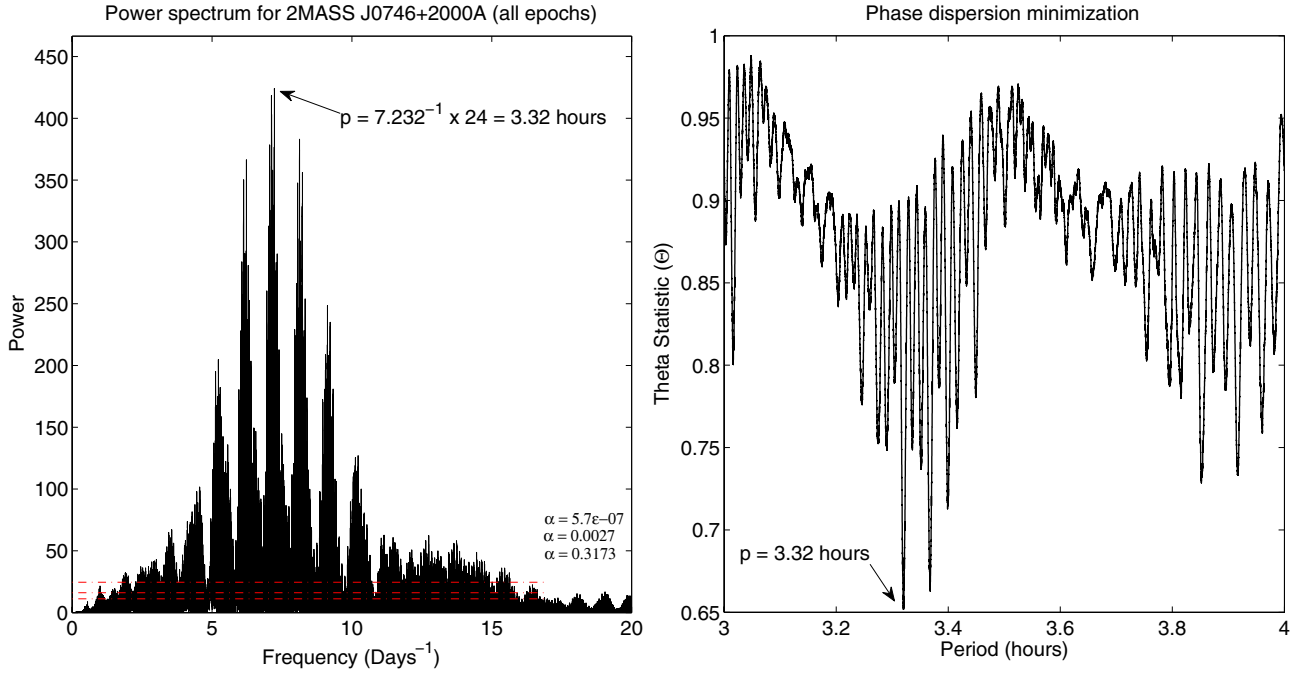 Power spectrum for 2MASS J0746+2000A (all epochs)
p = 7.232⁻¹ x 24 = 3.32 hours
Power
450
400
350
300
250
200
150
100
50
0
α = 5.7e−07
α = 0.0027
α = 0.3173
0 5 10 15 20
Frequency (Days⁻¹)
Phase dispersion minimization
Theta Statistic (Θ)
1
0.95
0.9
0.85
0.8
0.75
0.7
0.65
p = 3.32 hours
3 3.2 3.4 3.6 3.8 4
Period (hours)